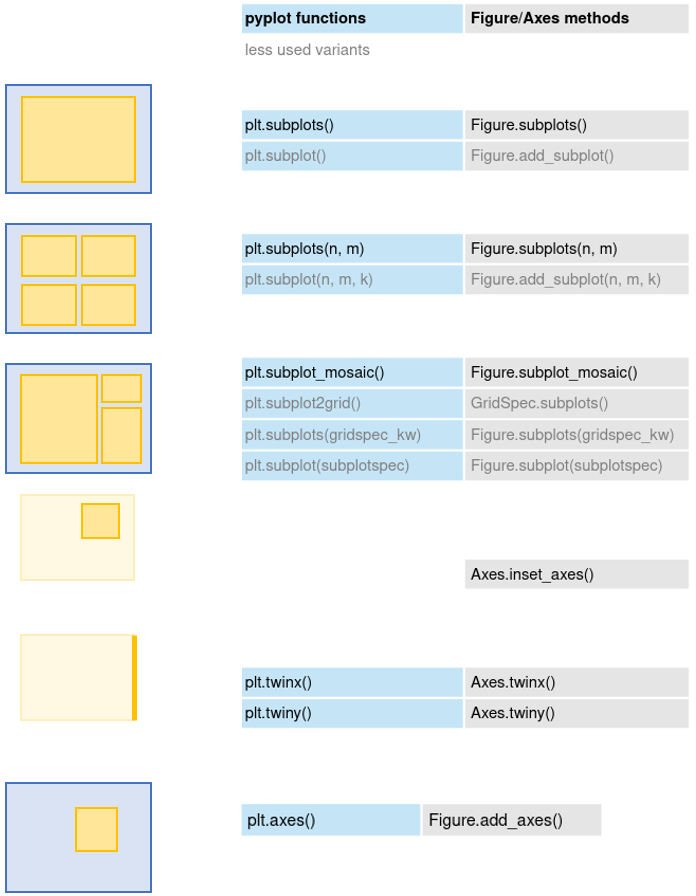 pyplot functions Figure/Axes methods
less used variants
plt.subplots() Figure.subplots()
plt.subplot() Figure.add_subplot()
plt.subplots(n, m) Figure.subplots(n, m)
plt.subplot(n, m, k) Figure.add_subplot(n, m, k)
plt.subplot_mosaic() Figure.subplot_mosaic()
plt.subplot2grid() GridSpec.subplots()
plt.subplots(gridspec_kw) Figure.subplots(gridspec_kw)
plt.subplot(subplotspec) Figure.subplot(subplotspec)
Axes.inset_axes()
plt.twinx() Axes.twinx()
plt.twiny() Axes.twiny()
plt.axes() Figure.add_axes()